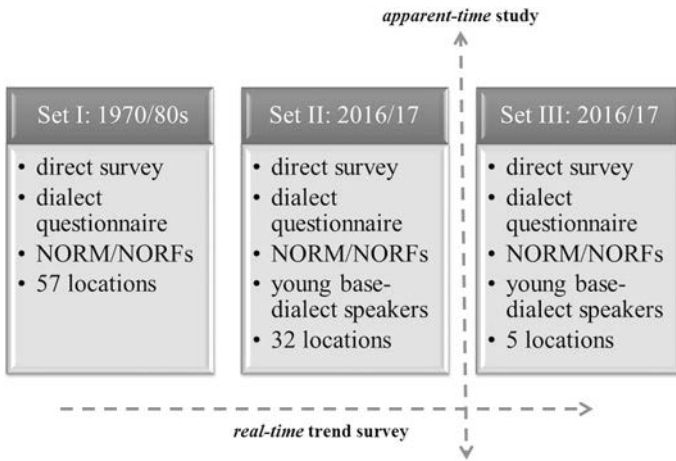 apparent-time study
Set I: 1970/80s
• direct survey
• dialect
questionnaire
• NORM/NORFs
• 57 locations
Set II: 2016/17
• direct survey
• dialect
questionnaire
• NORM/NORFs
• young base-
dialect speakers
• 32 locations
Set III: 2016/17
• direct survey
• dialect
questionnaire
• NORM/NORFs
• young base-
dialect speakers
• 5 locations
real-time trend survey